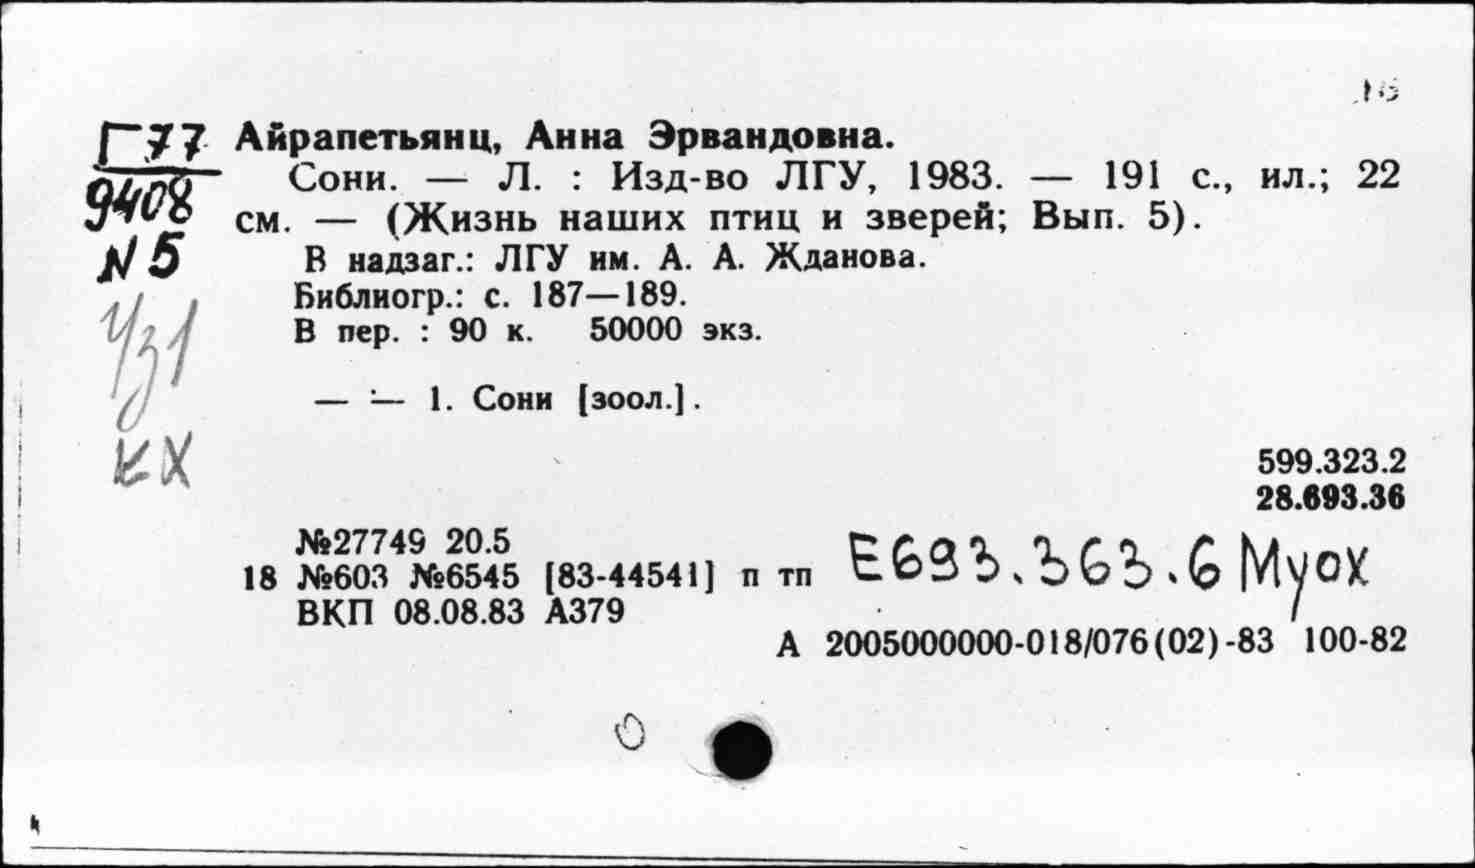 Г77 Айрапетьянц, Анна Эрвандовна.
9408 Сони. — Л. : Изд-во ЛГУ, 1983. — 191 с., ил.; 22
см. — (Жизнь наших птиц и зверей; Вып. 5).
N5 В надзаг.: ЛГУ им. А. А. Жданова.
Библиогр.: с. 187—189.
В пер. : 90 к. 50000 экз.
— — 1. Сони [зоол.].
кх
599.323.2
28.693.36
№27749 20.5
18 №603 №6545 [83-44541] п тп Е693.363.6 Муох
ВКП 08.08.83 А379
А 2005000000-018/076(02)-83 100-82